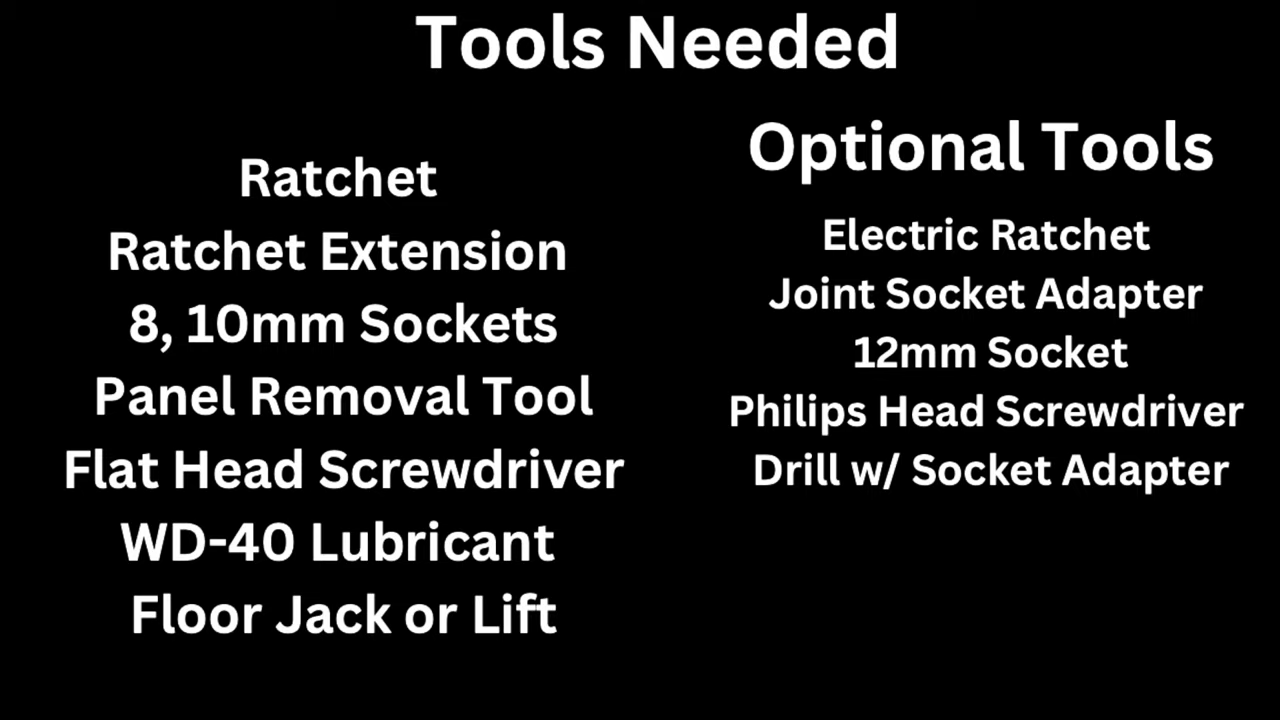 Tools Needed
Ratchet
Ratchet Extension
8, 10mm Sockets
Panel Removal Tool
Flat Head Screwdriver
WD-40 Lubricant
Floor Jack or Lift
Optional Tools
Electric Ratchet
Joint Socket Adapter
12mm Socket
Philips Head Screwdriver
Drill w/ Socket Adapter